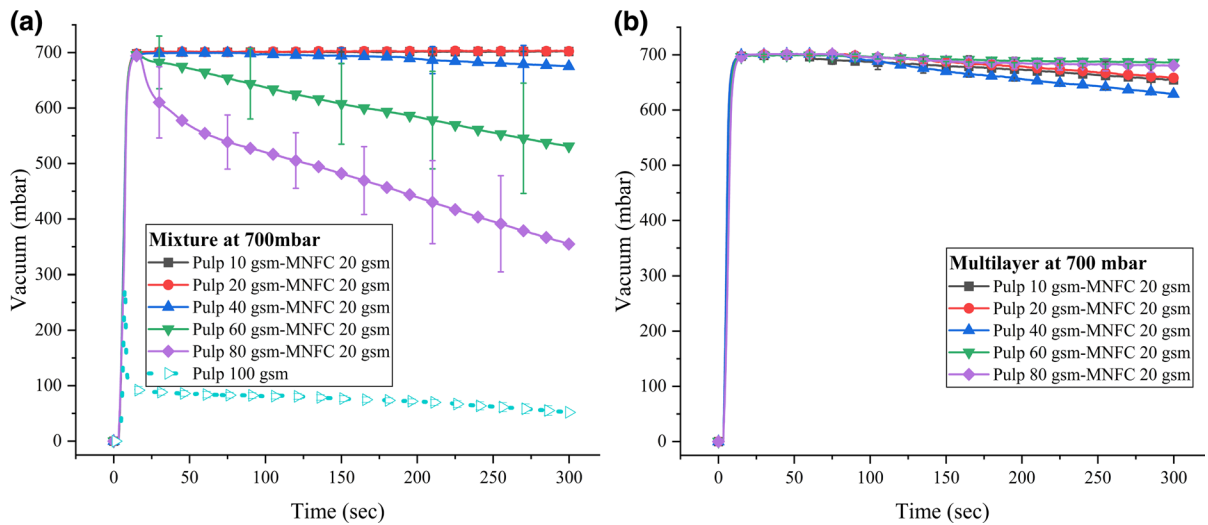 (a)
Vacuum (mbar)
800
700
600
500
400
300
200
100
0
Mixture at 700mbar
Pulp 10 gsm-MNFC 20 gsm
Pulp 20 gsm-MNFC 20 gsm
Pulp 40 gsm-MNFC 20 gsm
Pulp 60 gsm-MNFC 20 gsm
Pulp 80 gsm-MNFC 20 gsm
Pulp 100 gsm
0 50 100 150 200 250 300
Time (sec)
(b)
Vacuum (mbar)
700
600
500
400
300
200
100
0
Multilayer at 700 mbar
Pulp 10 gsm-MNFC 20 gsm
Pulp 20 gsm-MNFC 20 gsm
Pulp 40 gsm-MNFC 20 gsm
Pulp 60 gsm-MNFC 20 gsm
Pulp 80 gsm-MNFC 20 gsm
0 50 100 150 200 250 300
Time (sec)